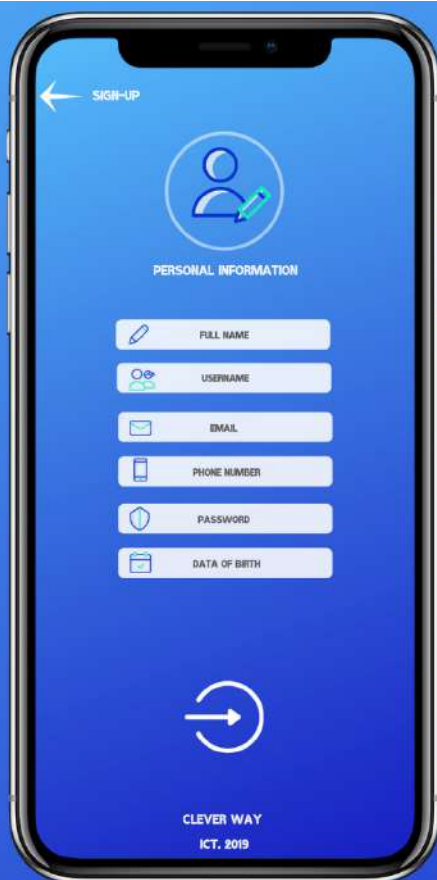 SIGN-UP
PERSONAL INFORMATION
FULL NAME
USERNAME
EMAIL
PHONE NUMBER
PASSWORD
DATA OF BIRTH
CLEVER WAY
ICT. 2019